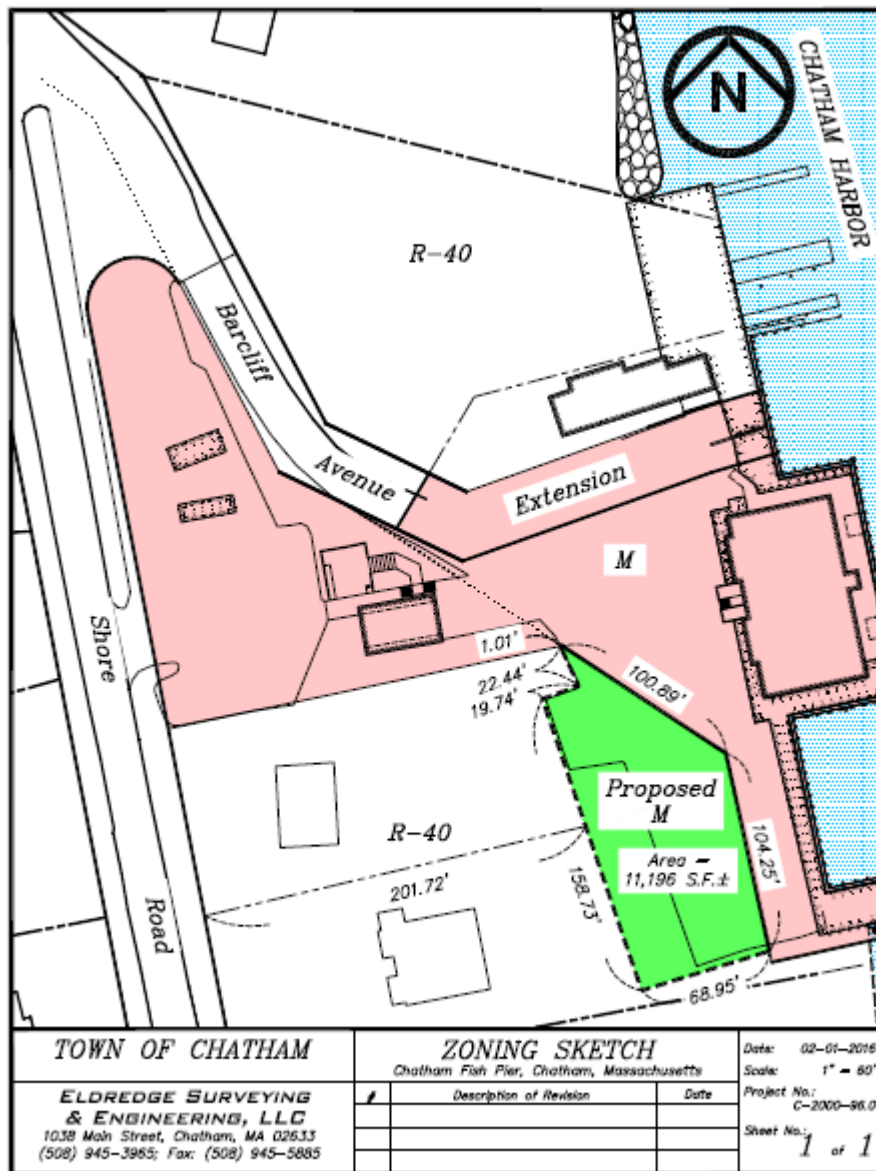 N
CHATHAM HARBOR
R-40
Barcliff
Avenue
Extension
M
Shore
1.01'
22.44'
19.74'
100.89'
Proposed
M
Area =
11,196 S.F.±
104.25'
R-40
201.72'
158.73'
Road
68.95'
TOWN OF CHATHAM
ELDREDGE SURVEYING
& ENGINEERING, LLC
1038 Main Street, Chatham, MA 02633
(508) 945-3965; Fax: (508) 945-5885
ZONING SKETCH
Chatham Fish Pier, Chatham, Massachusetts
# Description of Revision Date
Date: 02-01-2016
Scale: 1" = 60'
Project No.:
C-2000-96.0
Sheet No.:
1 of 1